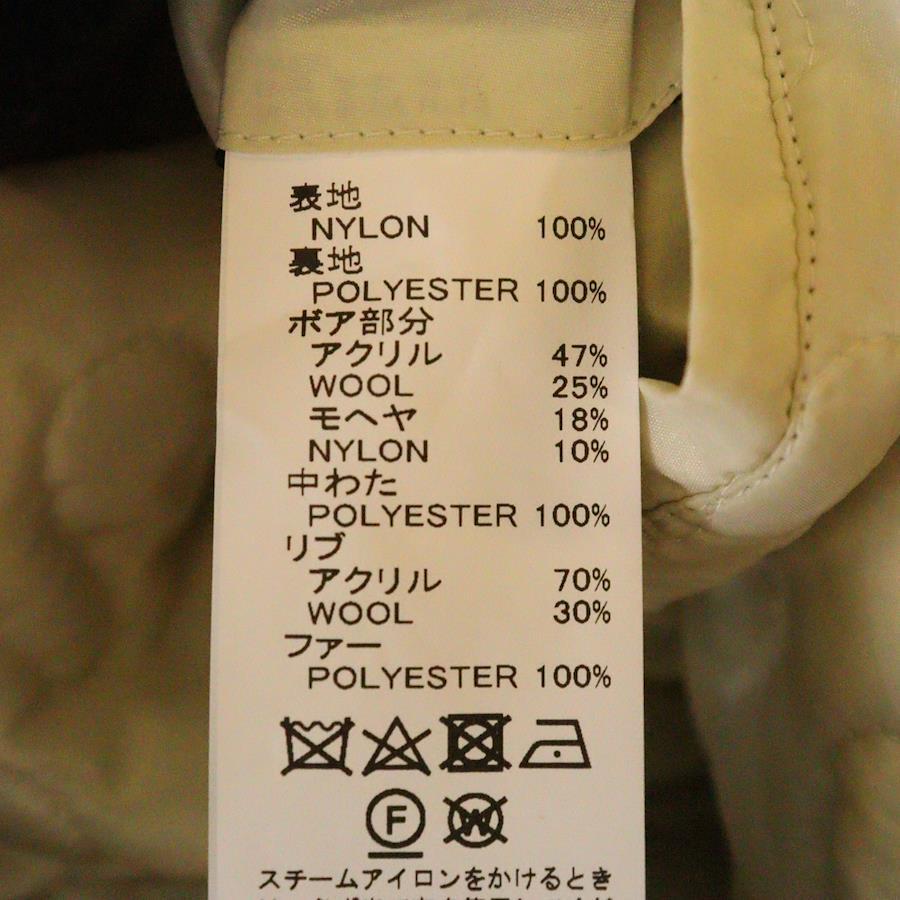 表地
NYLON 100%
裏地
POLYESTER 100%
ボア部分
アクリル 47%
WOOL 25%
モヘヤ 18%
NYLON 10%
中わた
POLYESTER 100%
リブ
アクリル 70%
WOOL 30%
ファー
POLYESTER 100%
F W
スチームアイロンをかけるとき